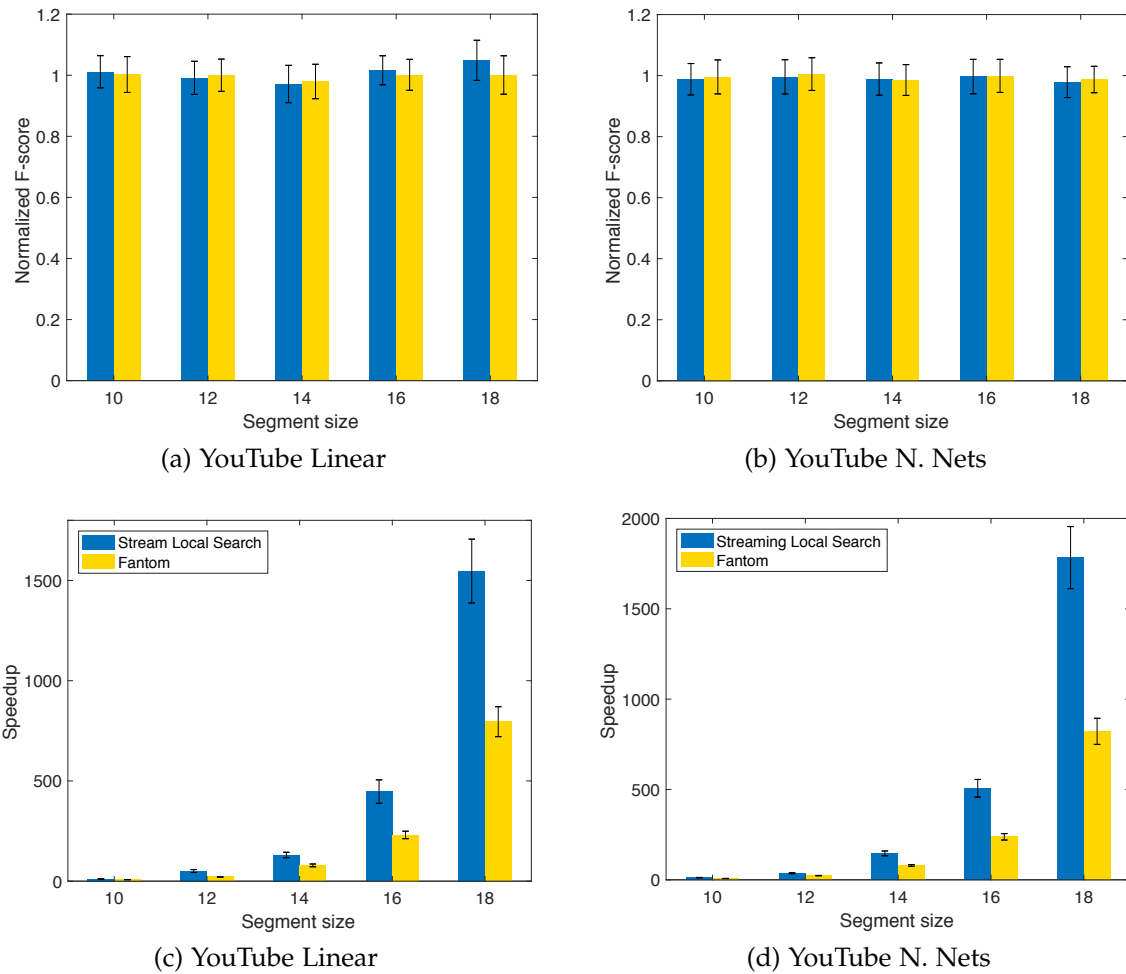 1.2
1
0.8
0.6
0.4
0.2
0
Normalized F-score
10 12 14 16 18
Segment size
(a) YouTube Linear
1.2
1
0.8
0.6
0.4
0.2
0
Normalized F-score
10 12 14 16 18
Segment size
(b) YouTube N. Nets
Stream Local Search
Fantom
1500
1000
500
0
Speedup
10 12 14 16 18
Segment size
(c) YouTube Linear
2000
Streaming Local Search
Fantom
1500
1000
500
0
Speedup
10 12 14 16 18
Segment size
(d) YouTube N. Nets